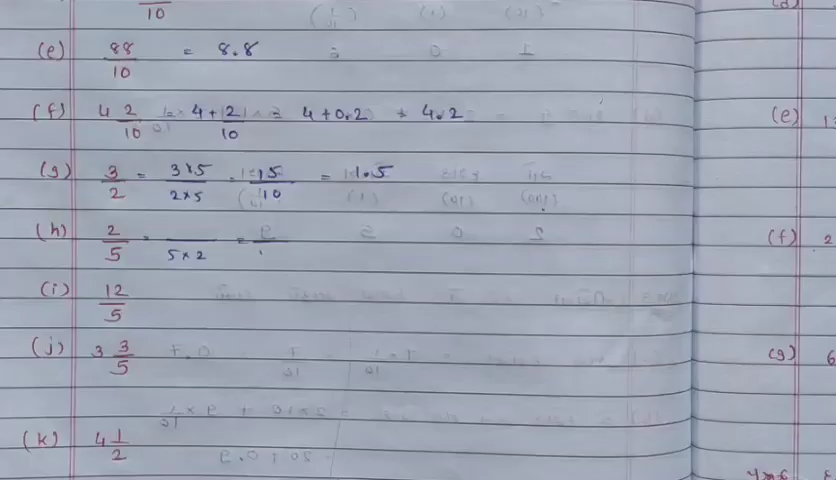 10
(e) 88/10 = 8.8
(f) 4 2/10 = 4 + 2/10 = 4 + 0.2 = 4.2
(g) 3/2 = 3×5/2×5 = 15/10 = 1.5
(h) 2/5 = /5×2 =
(i) 12/5
(j) 3 3/5
(k) 4 1/2
(e)
(f) 2
(g) 6